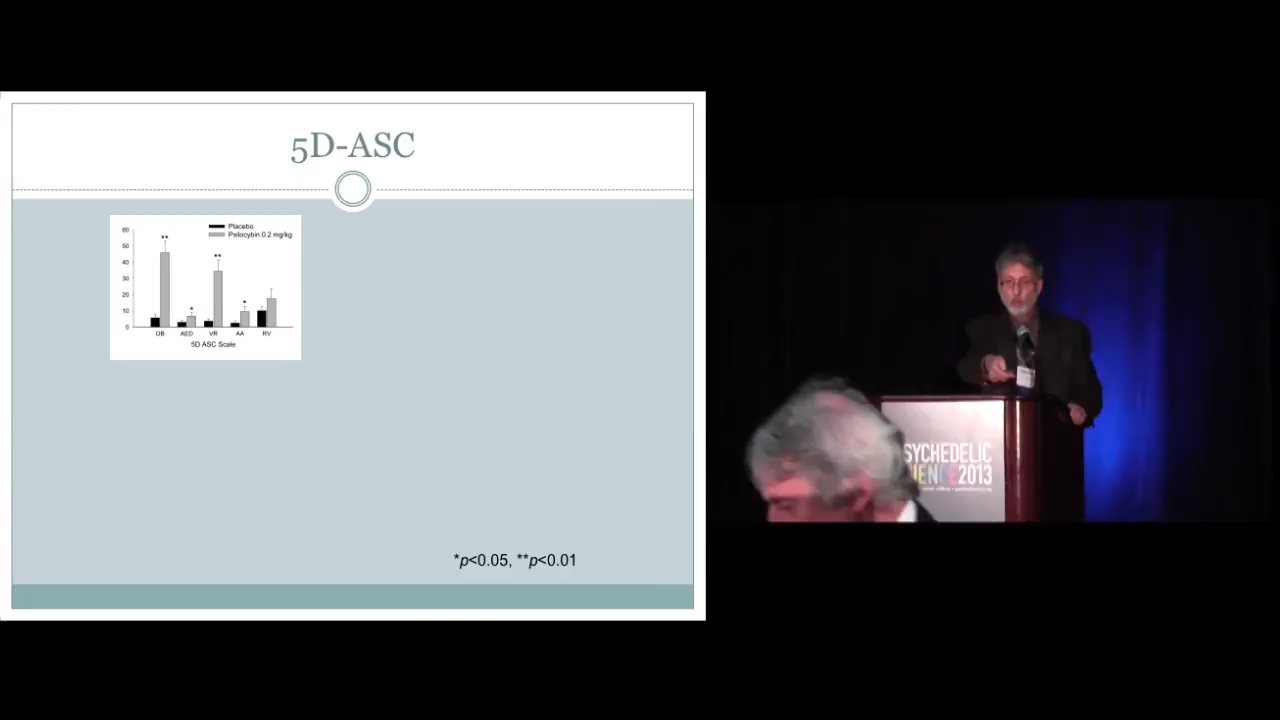 5D-ASC
Placebo
Psilocybin 0.2 mg/kg
60
50
40
30
20
10
0
**
*
**
*
OB AED VR AA RV
5D ASC Scale
*p<0.05, **p<0.01
SYCHEDELIC
IENCE2013